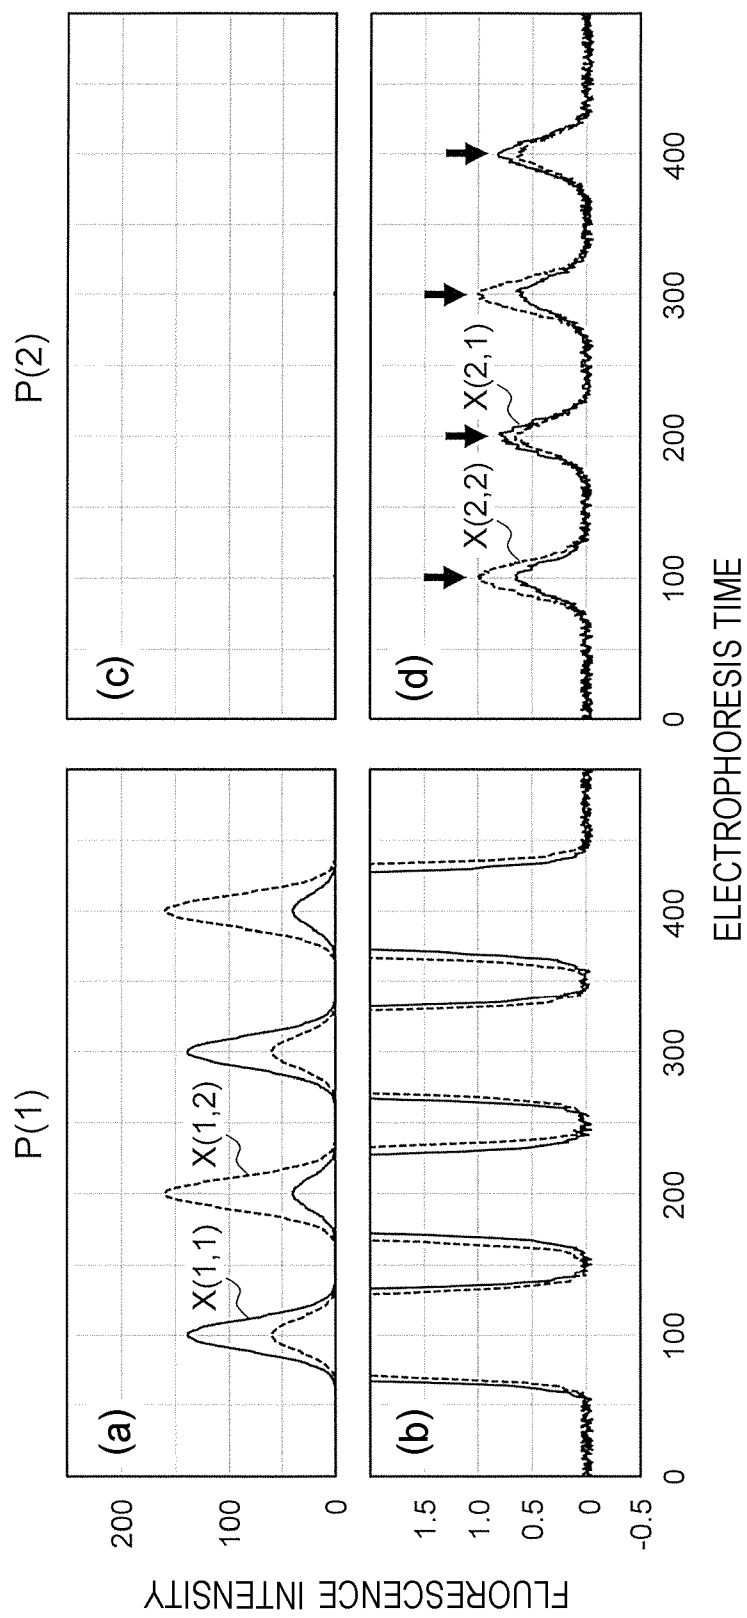 P(1)
P(2)
FLUORESCENCE INTENSITY
(a)
200
100
0
X(1,1)
X(1,2)
(c)
(b)
1.5
1.0
0.5
0
-0.5
0
100
200
300
400
(d)
X(2,2)
X(2,1)
0
100
200
300
400
ELECTROPHORESIS TIME